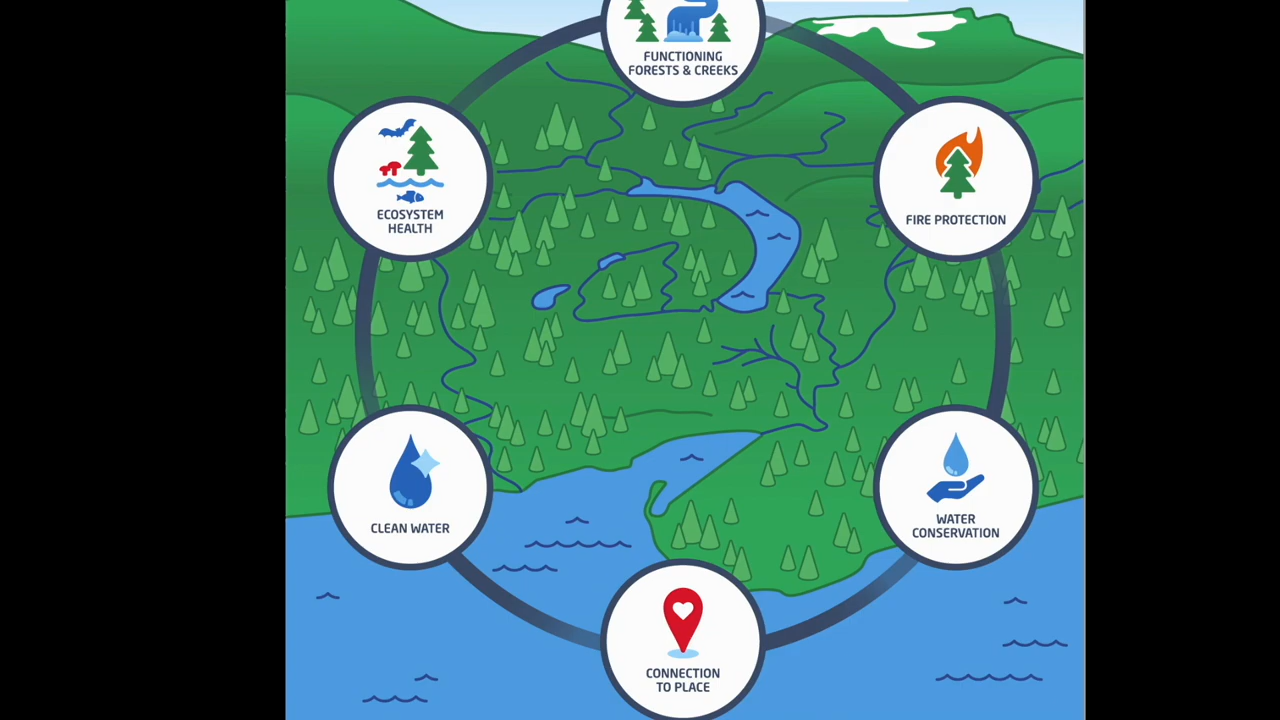 FUNCTIONING
FORESTS & CREEKS
ECOSYSTEM
HEALTH
FIRE PROTECTION
CLEAN WATER
WATER
CONSERVATION
CONNECTION
TO PLACE